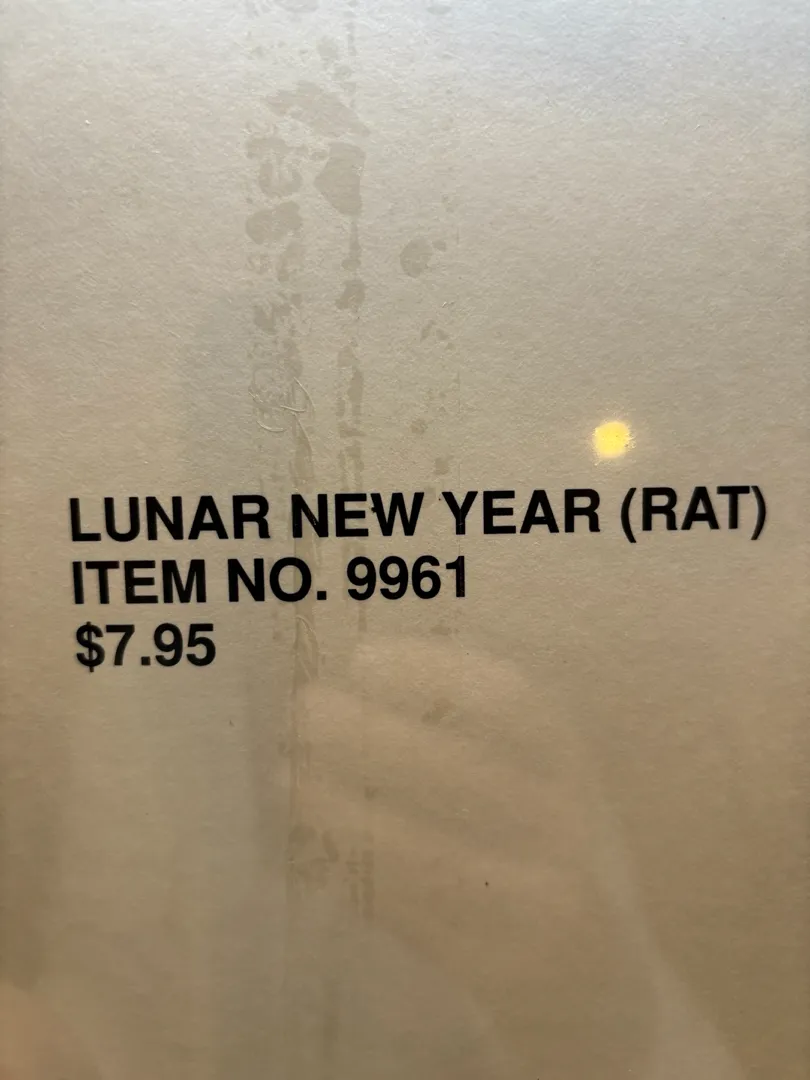 LUNAR NEW YEAR (RAT)
ITEM NO. 9961
$7.95